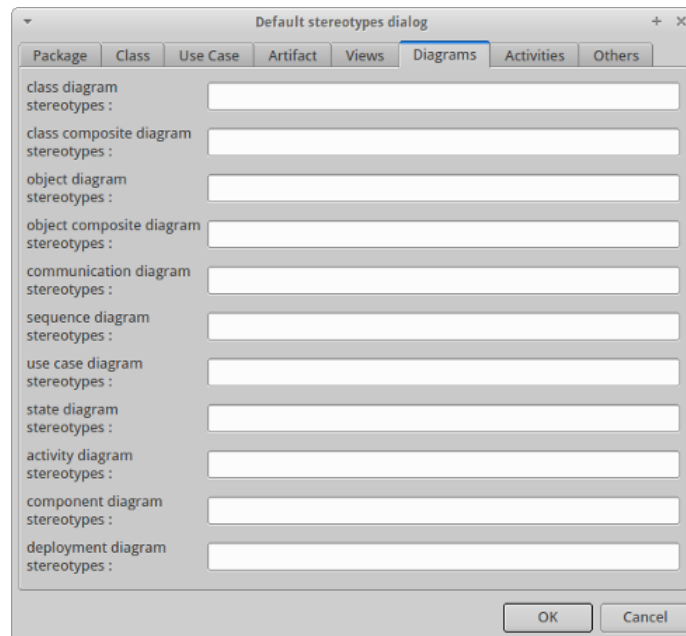 Default stereotypes dialog
Package Class Use Case Artifact Views Diagrams Activities Others
class diagram
stereotypes :
class composite diagram
stereotypes :
object diagram
stereotypes :
object composite diagram
stereotypes :
communication diagram
stereotypes :
sequence diagram
stereotypes :
use case diagram
stereotypes :
state diagram
stereotypes :
activity diagram
stereotypes :
component diagram
stereotypes :
deployment diagram
stereotypes :
OK Cancel